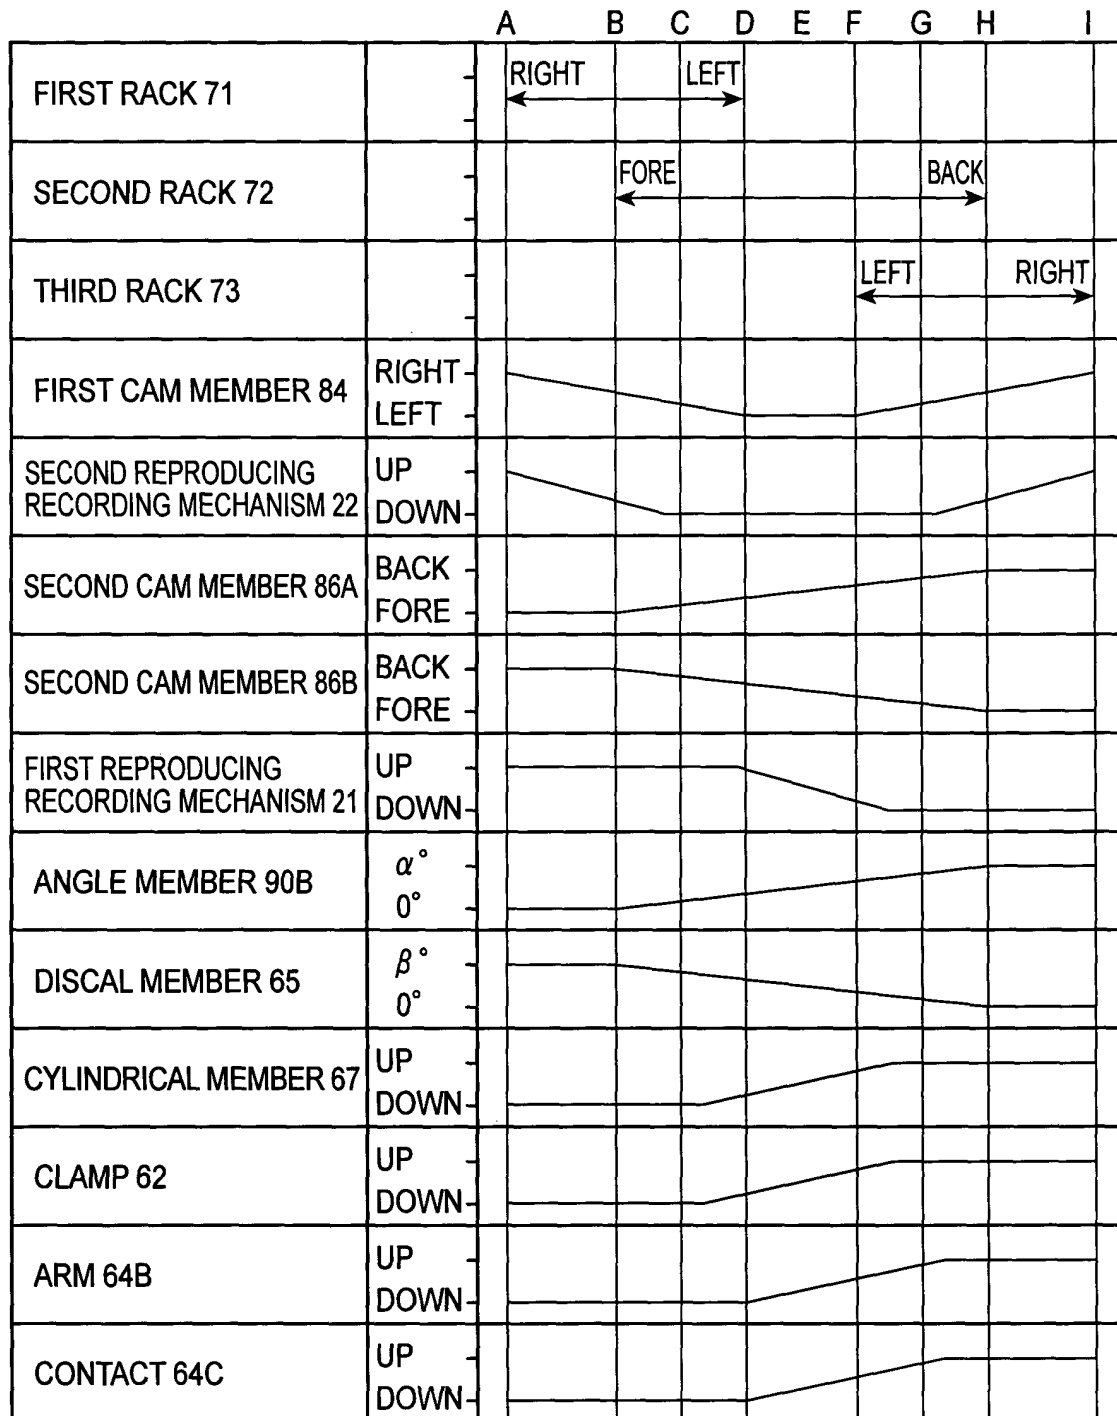 A B C D E F G H I
FIRST RACK 71
RIGHT LEFT
SECOND RACK 72
FORE BACK
THIRD RACK 73
LEFT RIGHT
FIRST CAM MEMBER 84
RIGHT
LEFT
SECOND REPRODUCING
RECORDING MECHANISM 22
UP
DOWN
SECOND CAM MEMBER 86A
BACK
FORE
SECOND CAM MEMBER 86B
BACK
FORE
FIRST REPRODUCING
RECORDING MECHANISM 21
UP
DOWN
ANGLE MEMBER 90B
α°
0°
DISCAL MEMBER 65
β°
0°
CYLINDRICAL MEMBER 67
UP
DOWN
CLAMP 62
UP
DOWN
ARM 64B
UP
DOWN
CONTACT 64C
UP
DOWN